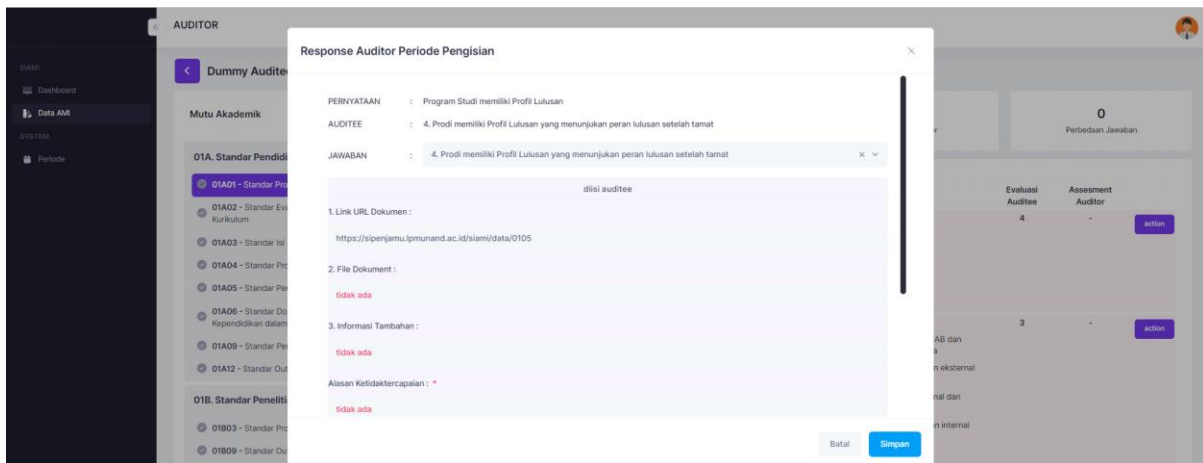 AUDITOR
SIAMI
Dashboard
Data AMI
SYSTEM
Periode
Dummy Audite
Mutu Akademik
01A. Standar Pendidi
01A01 - Standar Pro
01A02 - Standar Eva
Kurikulum
01A03 - Standar Isi
01A04 - Standar Pro
01A05 - Standar Pe
01A06 - Standar Do
Kependidikan dalam
01A09 - Standar Pe
01A12 - Standar Out
01B. Standar Peneliti
01B03 - Standar Pro
01B09 - Standar Ou
Response Auditor Periode Pengisian
PERNYATAAN : Program Studi memiliki Profil Lulusan
AUDITEE : 4. Prodi memiliki Profil Lulusan yang menunjukan peran lulusan setelah tamat
JAWABAN : 4. Prodi memiliki Profil Lulusan yang menunjukan peran lulusan setelah tamat
diisi auditee
1. Link URL Dokumen :
https://sipenjamu.lpmunand.ac.id/siami/data/0105
2. File Dokument :
tidak ada
3. Informasi Tambahan :
tidak ada
Alasan Ketidaktercapaian : *
tidak ada
Batal
Simpan
0
Perbedaan Jawaban
Evaluasi Auditee
Assesment Auditor
4 - action
3 - action
AB dan
n eksternal
nal dan
n internal